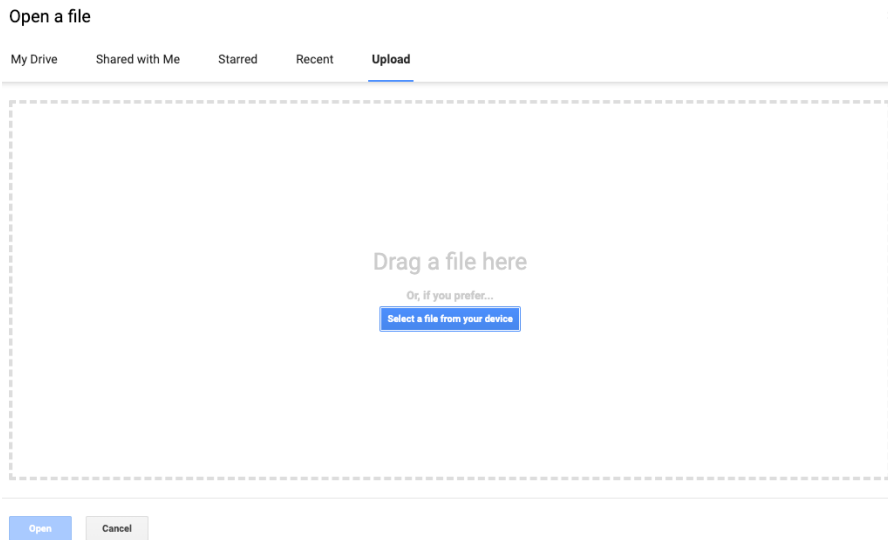 Open a file
My Drive Shared with Me Starred Recent Upload
Drag a file here
Or, if you prefer...
Select a file from your device
Open Cancel